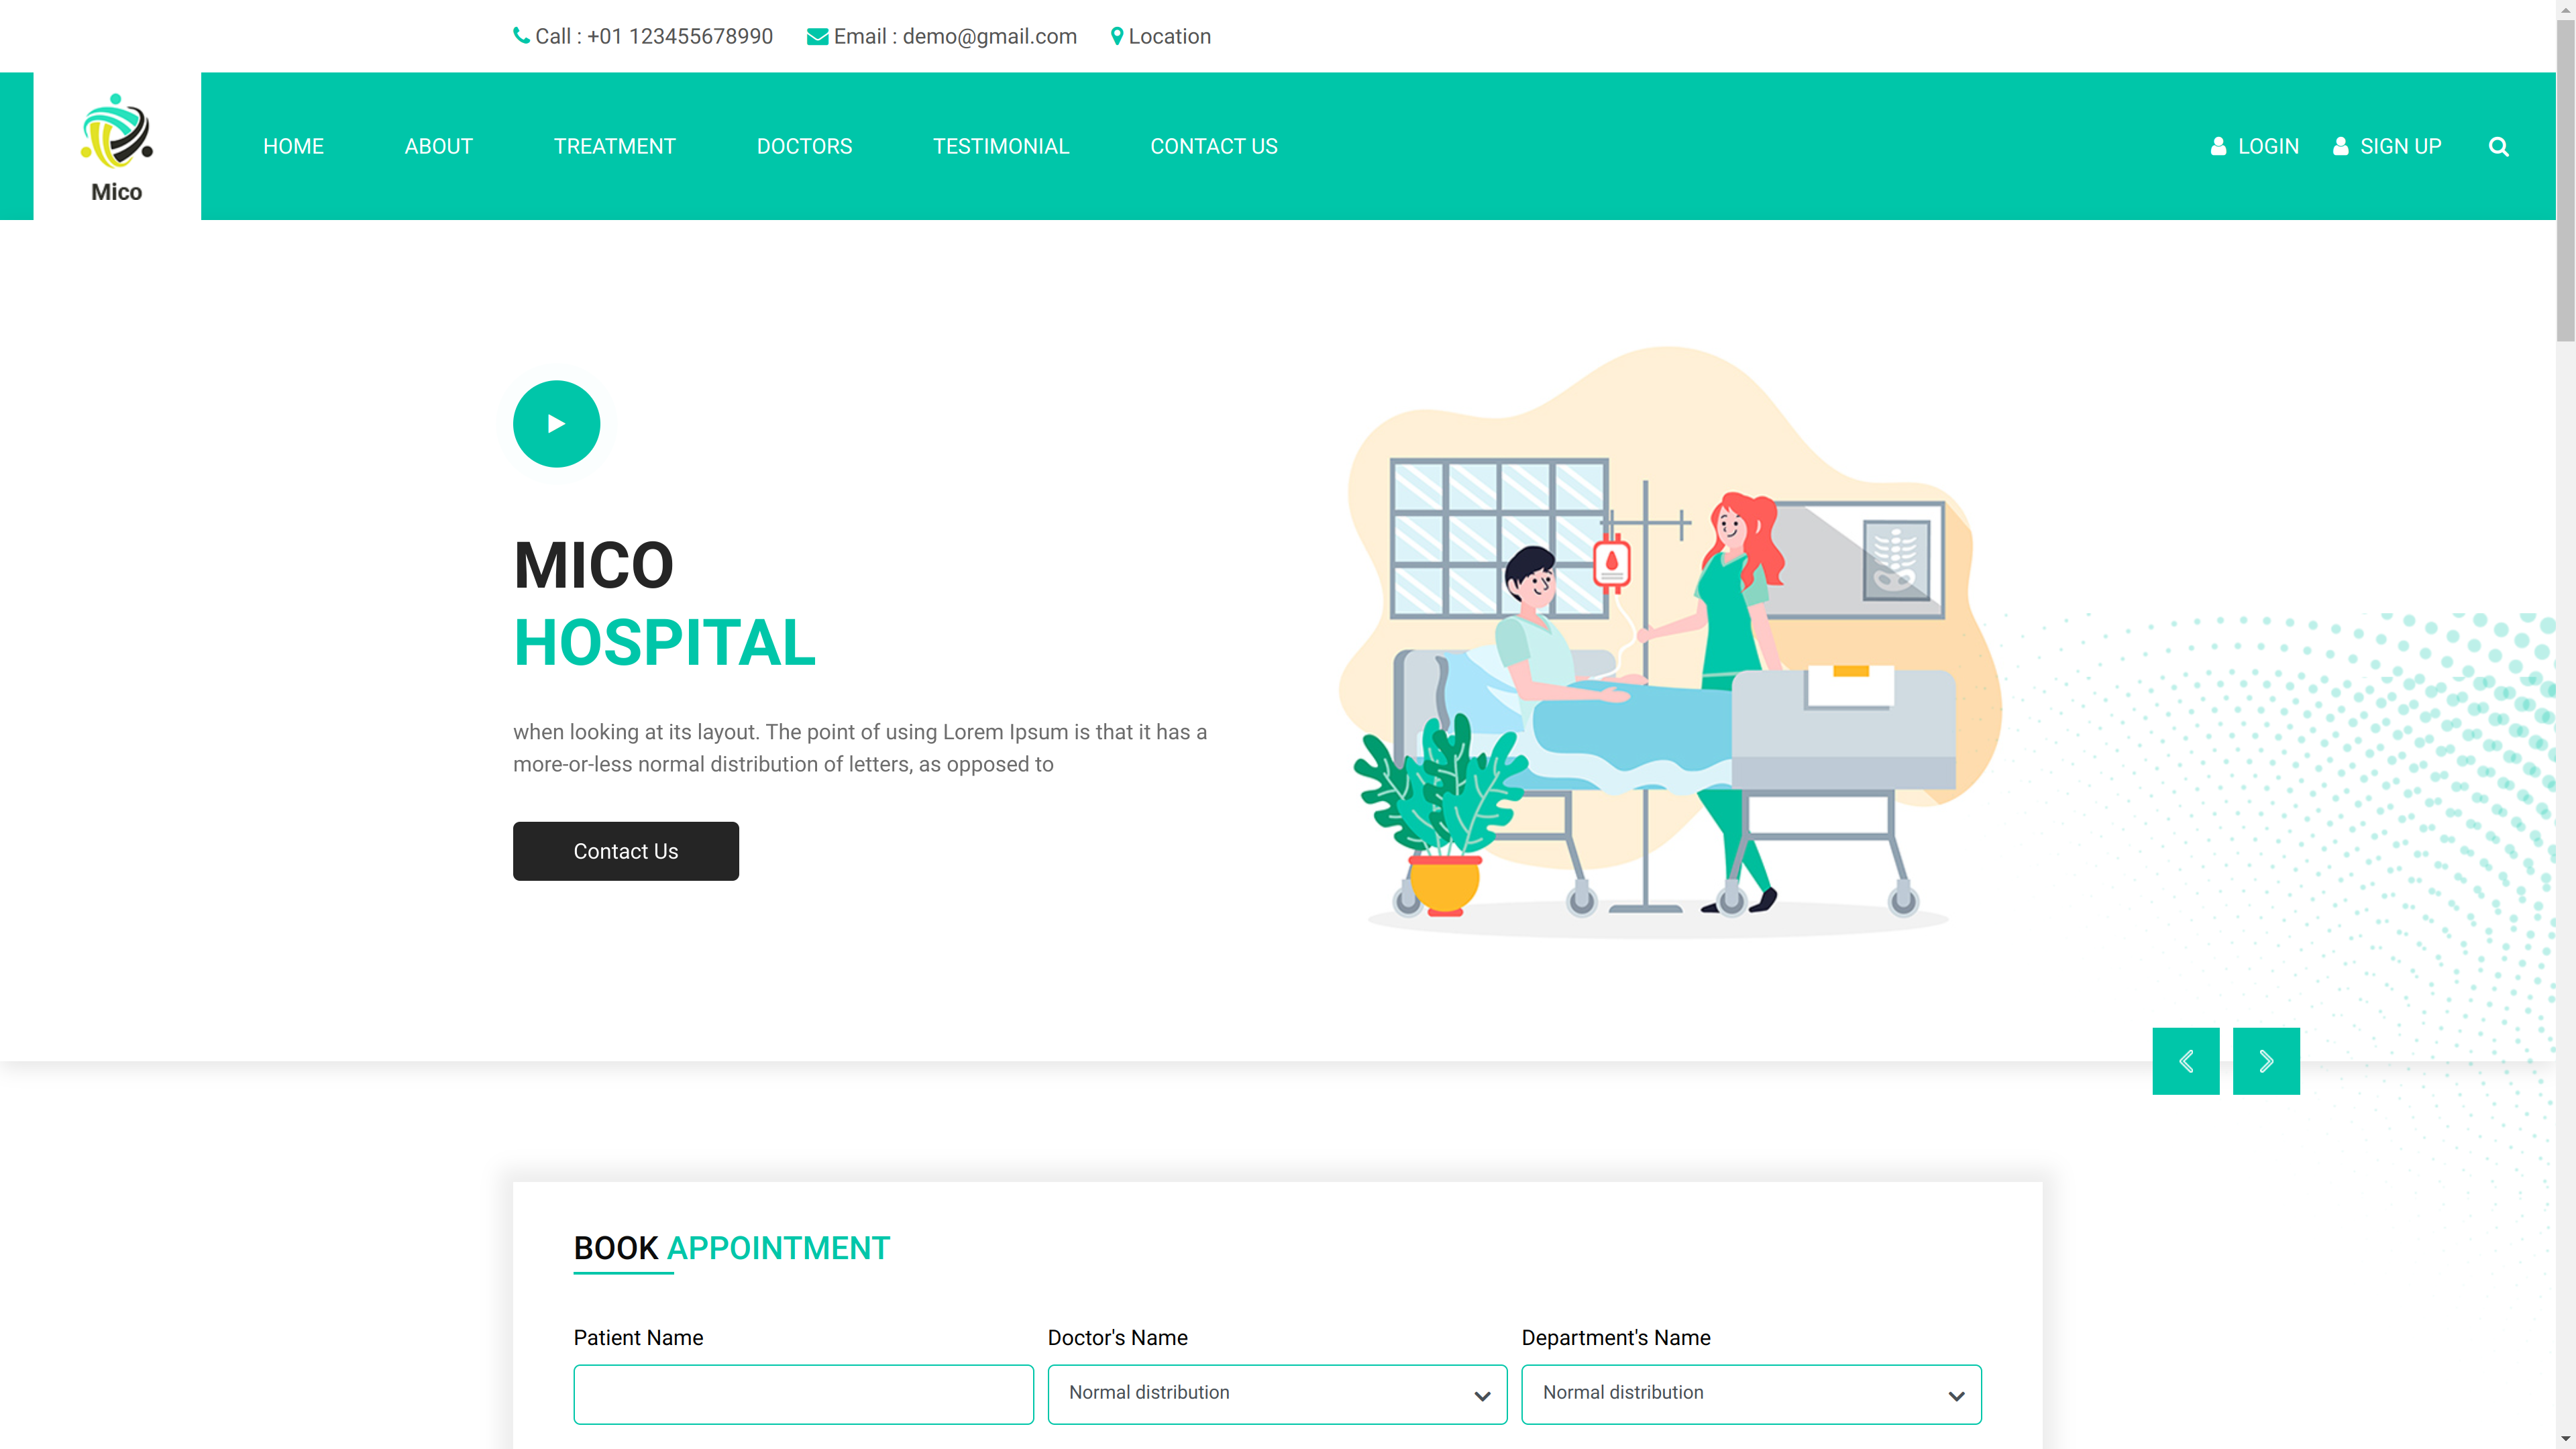 Call : +01 123455678990 Email : demo@gmail.com Location
Mico
HOME ABOUT TREATMENT DOCTORS TESTIMONIAL CONTACT US LOGIN SIGN UP
MICO
HOSPITAL
when looking at its layout. The point of using Lorem Ipsum is that it has a
more-or-less normal distribution of letters, as opposed to
Contact Us
BOOK APPOINTMENT
Patient Name Doctor's Name Department's Name
Normal distribution Normal distribution